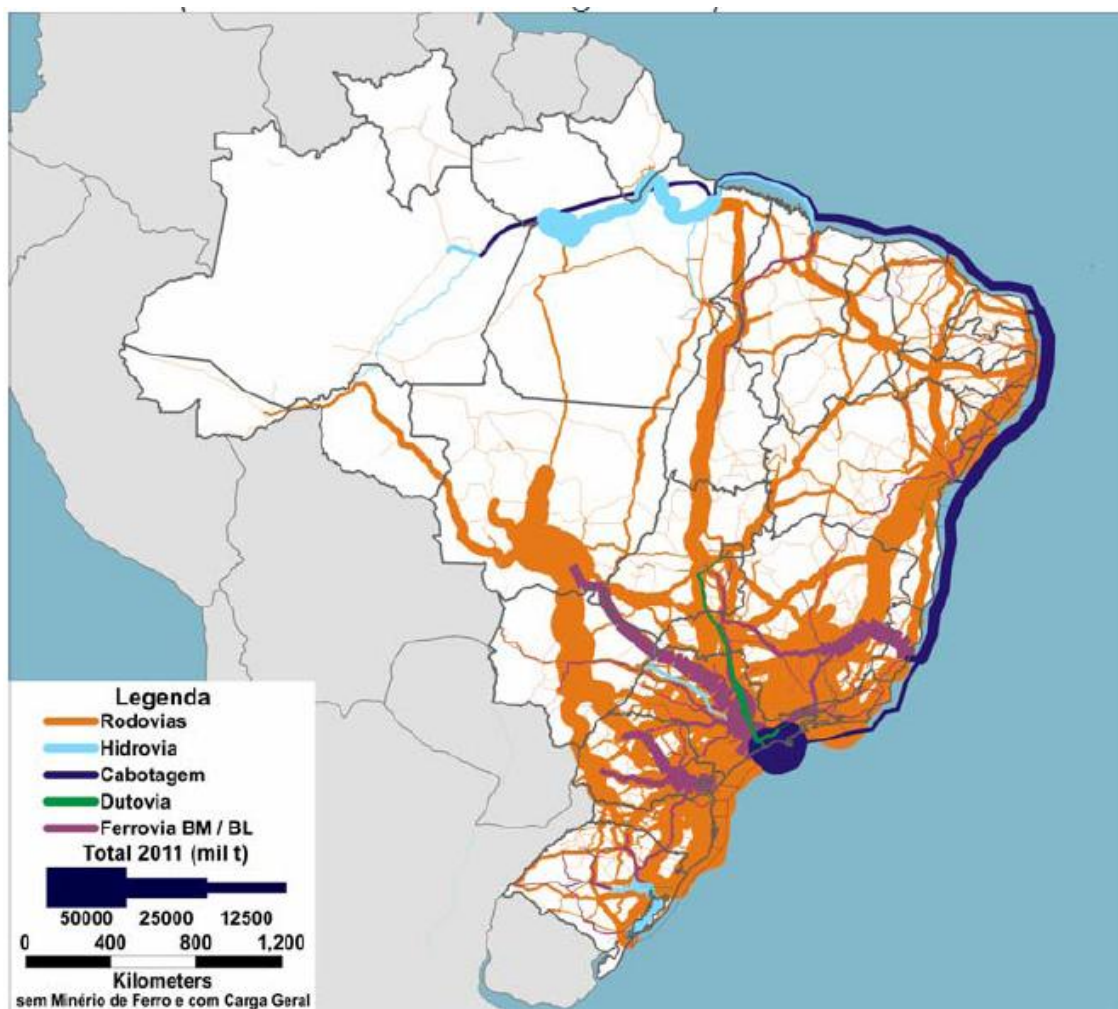 Legenda
Rodovias
Hidrovia
Cabotagem
Dutovia
Ferrovia BM / BL
Total 2011 (mil t)
50000 25000 12500
0 400 800 1,200
Kilometers
sem Minério de Ferro e com Carga Geral